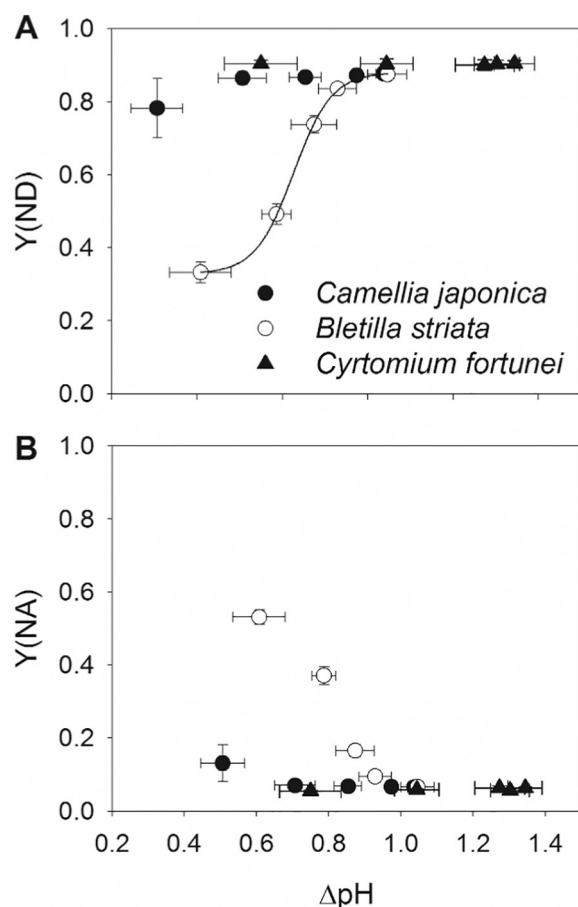 A
1.0
0.8
0.6
0.4
0.2
0.0
Y(ND)
Camellia japonica
Bletilla striata
Cyrtomium fortunei
B
1.0
0.8
0.6
0.4
0.2
0.0
Y(NA)
0.2 0.4 0.6 0.8 1.0 1.2 1.4
ΔpH